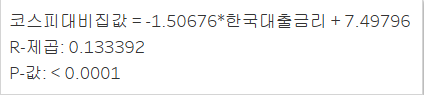 코스피대비집값 = -1.50676*한국대출금리 + 7.49796
R-제곱: 0.133392
P-값: < 0.0001